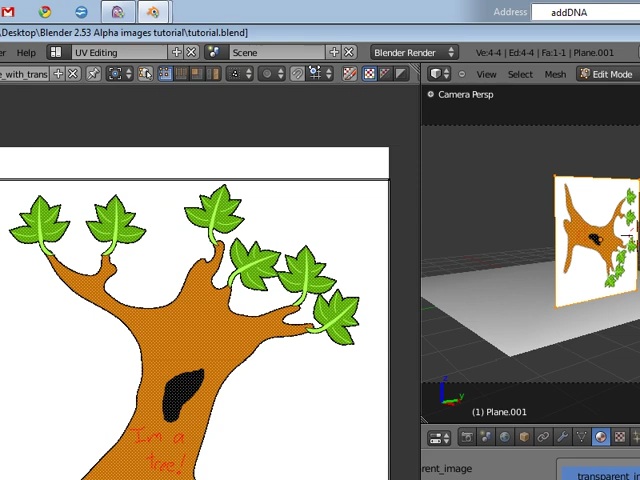 Address addDNA
\Desktop\Blender 2.53 Alpha images tutorial\tutorial.blend]
Help UV Editing Scene Blender Render Ve:4-4 | Ed:4-4 | Fa:1-1 | Plane.001
e_with_trans View Select Mesh Edit Mode
Camera Persp
I'm a
tree!
z
y
(1) Plane.001
rent_image
transparent_i